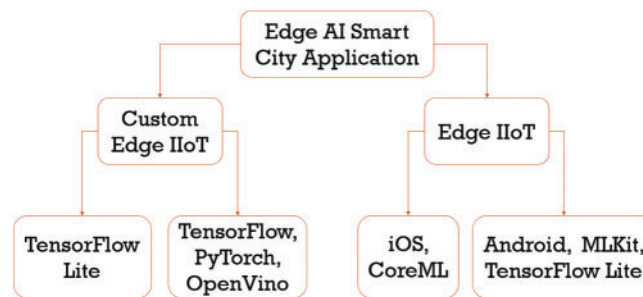 Edge AI Smart
City Application
Custom
Edge IIoT
Edge IIoT
TensorFlow
Lite
TensorFlow,
PyTorch,
OpenVino
iOS,
CoreML
Android, MLKit,
TensorFlow Lite